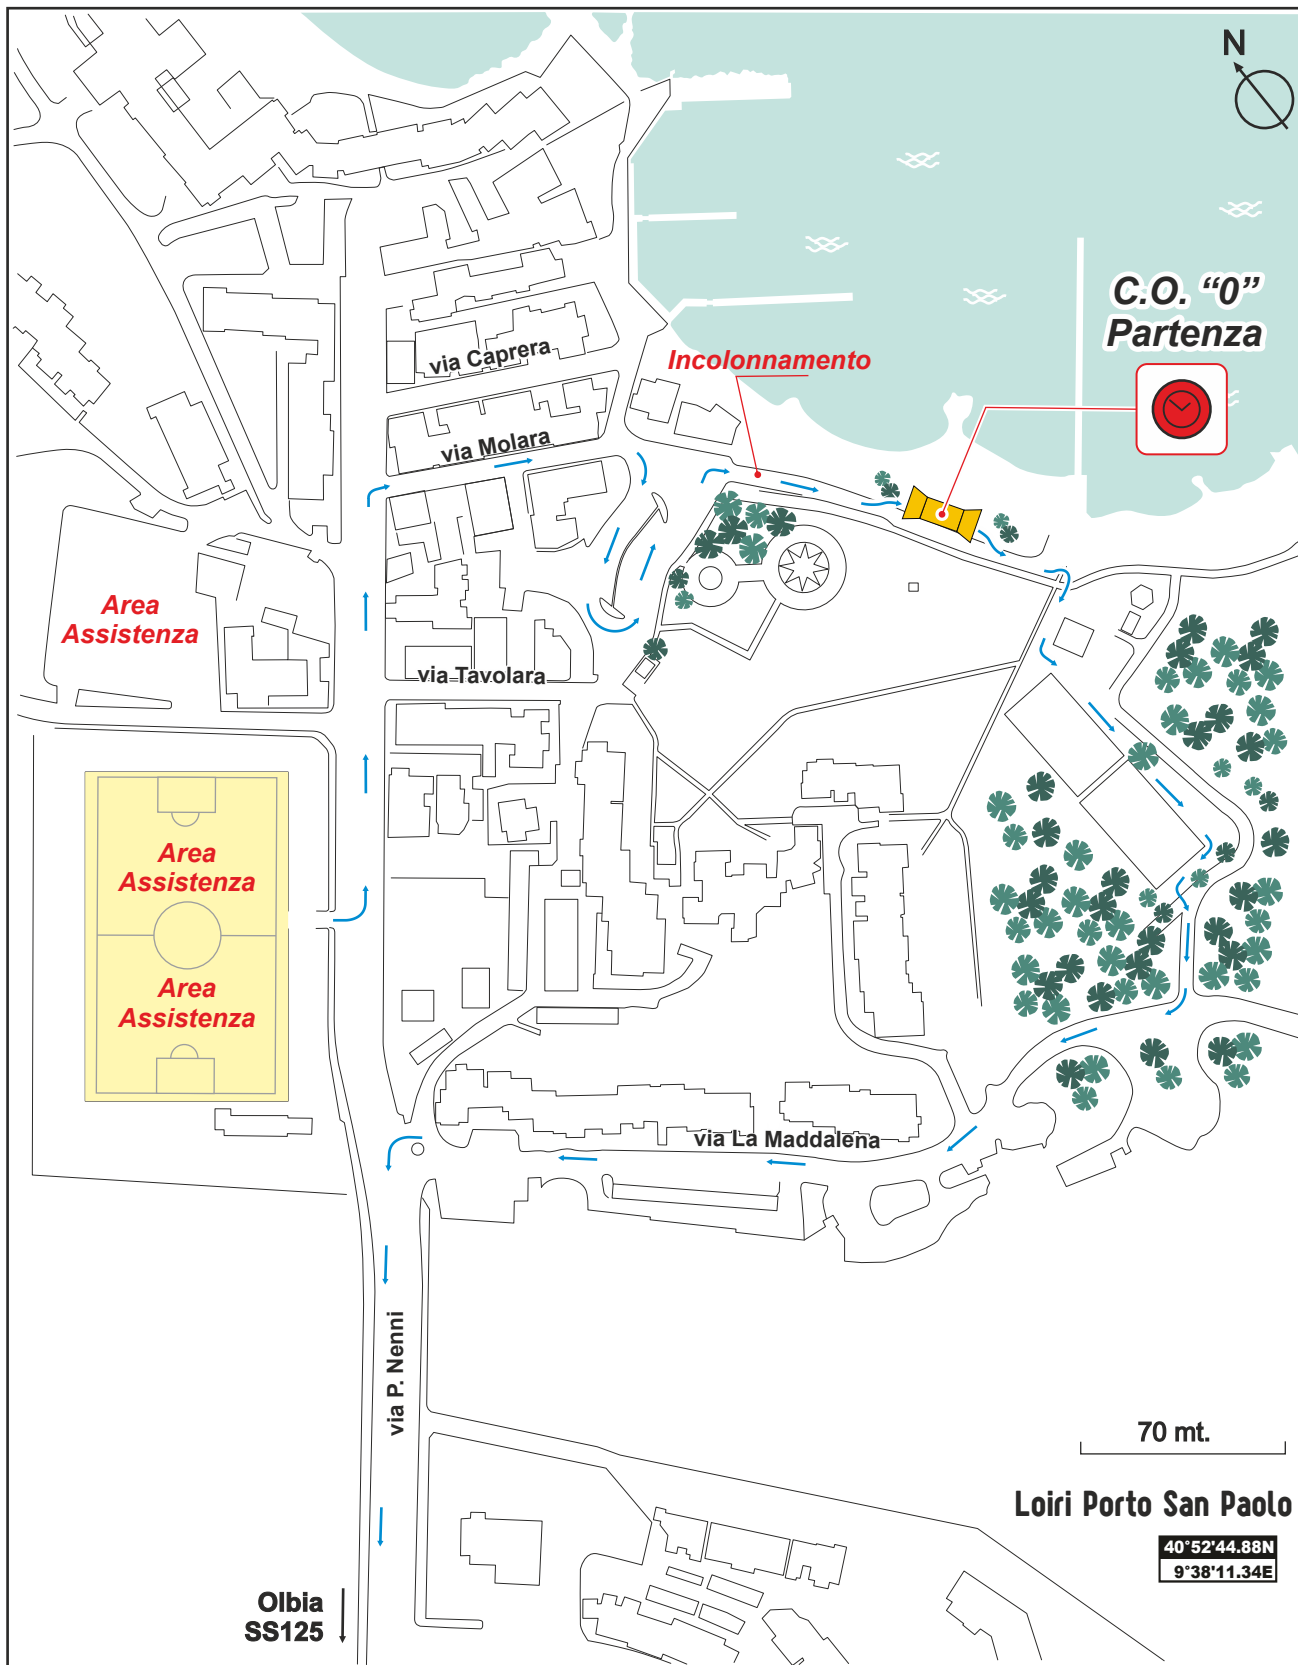 N
C.O. “0”
Partenza
Incolonnamento
via Caprera
via Molara
Area
Assistenza
via Tavolara
Area
Assistenza
Area
Assistenza
via La Maddalena
via P. Nenni
70 mt.
Loiri Porto San Paolo
40°52'44.88N
9°38'11.34E
Olbia
SS125